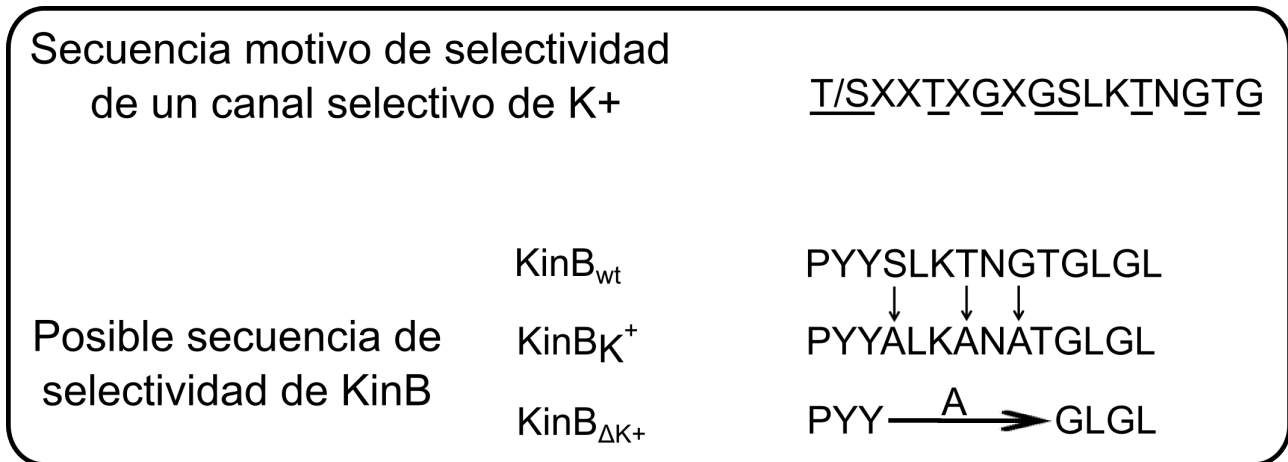 Secuencia motivo de selectividad
de un canal selectivo de K+
T/SXXTXGXGSLKTNGTG
KinBwt
PYYSLKTNGTGLGL
Posible secuencia de
selectividad de KinB
KinBK+
PYYALKANATGLGL
KinBΔK+
PYY A GLGL